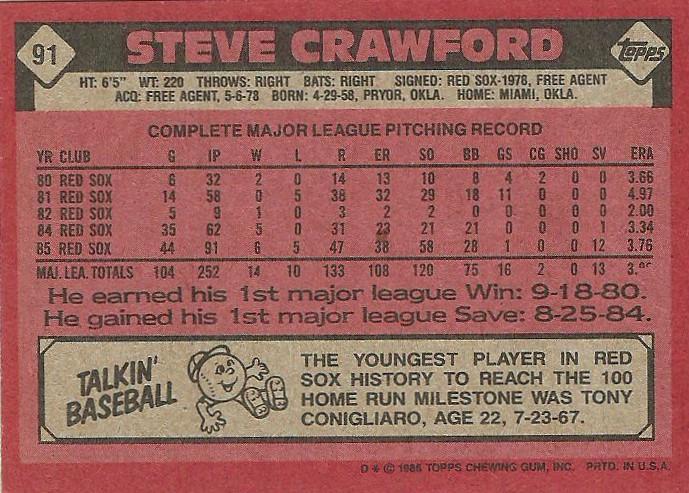 91
STEVE CRAWFORD
topps
HT: 6'5" WT: 220 THROWS: RIGHT BATS: RIGHT SIGNED: RED SOX-1978, FREE AGENT
ACQ: FREE AGENT, 5-6-78 BORN: 4-29-58, PRYOR, OKLA. HOME: MIAMI, OKLA.
COMPLETE MAJOR LEAGUE PITCHING RECORD
YR CLUB G IP W L R ER SO BB GS CG SHO SV ERA
80 RED SOX 6 32 2 0 14 13 10 8 4 2 0 0 3.66
81 RED SOX 14 58 0 5 38 32 29 18 11 0 0 0 4.97
82 RED SOX 5 9 1 0 3 2 2 0 0 0 0 0 2.00
84 RED SOX 35 62 5 0 31 23 21 21 0 0 0 1 3.34
85 RED SOX 44 91 6 5 47 38 58 28 1 0 0 12 3.76
MAJ. LEA. TOTALS 104 252 14 10 133 108 120 75 16 2 0 13
He earned his 1st major league Win: 9-18-80.
He gained his 1st major league Save: 8-25-84.
TALKIN' BASEBALL
THE YOUNGEST PLAYER IN RED
SOX HISTORY TO REACH THE 100
HOME RUN MILESTONE WAS TONY
CONIGLIARO, AGE 22, 7-23-67.
D * © 1986 TOPPS CHEWING GUM, INC. PRTD. IN U.S.A.